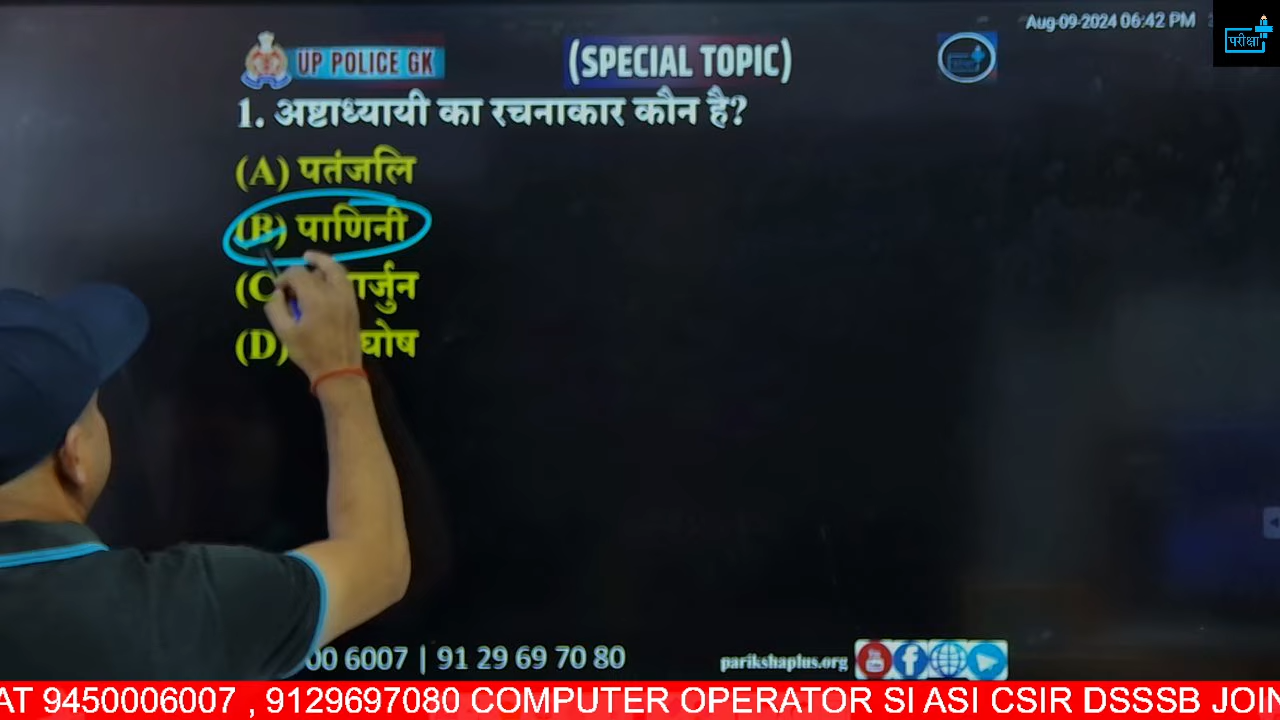 Aug-09-2024 06:42 PM
परीक्षा
UP POLICE GK
(SPECIAL TOPIC)
1. अष्टाध्यायी का रचनाकार कौन है?
(A) पतंजलि
(B) पाणिनी
(C
र्जुन
(D)
घोष
00 6007 | 91 29 69 70 80
parikshaplus.org
AT 9450006007 , 9129697080 COMPUTER OPERATOR SI ASI CSIR DSSSB JOIN